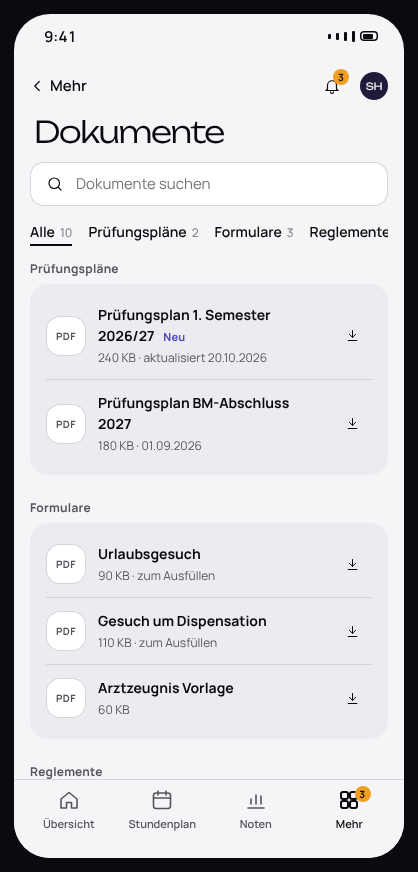 9:41
Mehr
3
SH
Dokumente
Dokumente suchen
Alle 10 Prüfungspläne 2 Formulare 3 Reglemente
Prüfungspläne
PDF
Prüfungsplan 1. Semester
2026/27 Neu
240 KB · aktualisiert 20.10.2026
PDF
Prüfungsplan BM-Abschluss
2027
180 KB · 01.09.2026
Formulare
PDF
Urlaubsgesuch
90 KB · zum Ausfüllen
PDF
Gesuch um Dispensation
110 KB · zum Ausfüllen
PDF
Arztzeugnis Vorlage
60 KB
Reglemente
3
Übersicht Stundenplan Noten Mehr